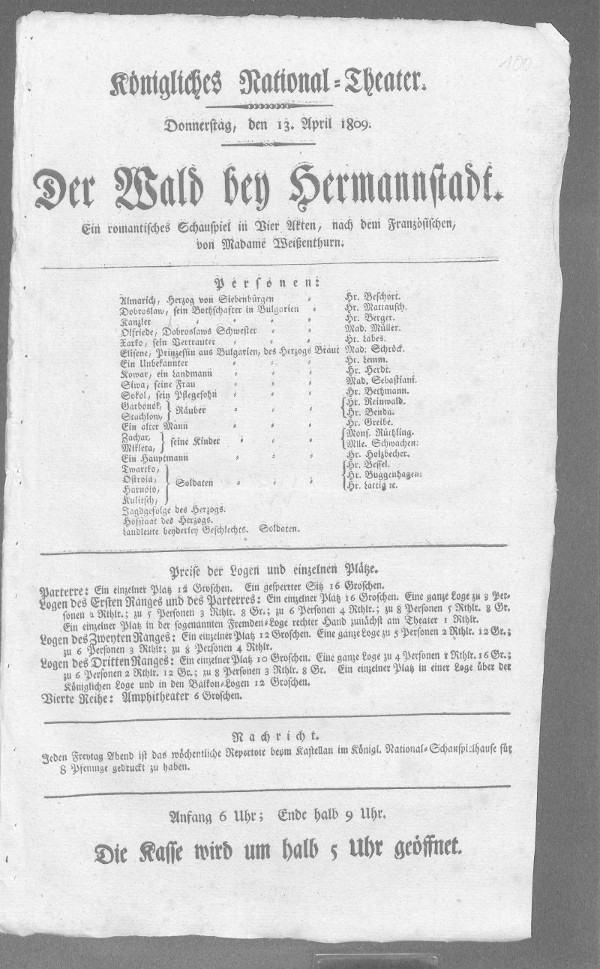 100
Königliches National-Theater.
Donnerstag, den 13. April 1809.
Der Wald bey Hermannstadt.
Ein romantisches Schauspiel in Vier Akten, nach dem Französischen,
von Madame Weißenthurn.
Personen:
Almarich, Herzog von Siebenbürgen - Hr. Beschort.
Dobroslaw, sein Bothschafter in Bulgarien - Hr. Mattausch.
Kanzler - - - Hr. Berger.
Olfriede, Dobroslaws Schwester - - Mad. Müller.
Xarko, sein Vertrauter - - - Hr. Labes.
Elisene, Prinzessin aus Bulgarien, des Herzogs Braut Mad. Schröck.
Ein Unbekannter - - - Hr. Lemm.
Kowar, ein Landmann - - - Hr. Herdt.
Sliwa, seine Frau - - - Mad. Sebastiani.
Sokol, sein Pflegesohn - - - Hr. Bethmann.
Garbonek, } Räuber - - - { Hr. Reinwald.
Stachlow, } { Hr. Benda.
Ein alter Mann - - - Hr. Greibe.
Zachar, } seine Kinder - - - { Mons. Rüthling.
Miklera, } { Mlle. Schwachen.
Ein Hauptmann - - - Hr. Holzbecher.
Twartko, } { Hr. Bessel.
Ostroia, } Soldaten - - - { Hr. Buggenhagen.
Harnois, } { Hr. Lattig ꝛc.
Kulitsch, }
Jagdgefolge des Herzogs.
Hofstaat des Herzogs.
Landleute beyderley Geschlechts. Soldaten.
Preise der Logen und einzelnen Plätze.
Parterre: Ein einzelner Platz 12 Groschen. Ein gesperrter Sitz 16 Groschen.
Logen des Ersten Ranges und des Parterres: Ein einzelner Platz 16 Groschen. Eine ganze Loge zu 3 Per-
sonen 2 Rthlr.; zu 5 Personen 3 Rthlr. 8 Gr.; zu 6 Personen 4 Rthlr.; zu 8 Personen 5 Rthlr. 8 Gr.
Ein einzelner Platz in der sogenannten Fremden-Loge rechter Hand zunächst am Theater 1 Rthlr.
Logen des Zweyten Ranges: Ein einzelner Platz 12 Groschen. Eine ganze Loge zu 5 Personen 2 Rthlr. 12 Gr.;
zu 6 Personen 3 Rthlr; zu 8 Personen 4 Rthlr.
Logen des Dritten Ranges: Ein einzelner Platz 10 Groschen. Eine ganze Loge zu 4 Personen 1 Rthlr. 16 Gr.;
zu 6 Personen 2 Rthlr. 12 Gr.; zu 8 Personen 3 Rthlr. 8 Gr. Ein einzelner Platz in einer Loge über der
Königlichen Loge und in den Balkon-Logen 12 Groschen.
Vierte Reihe: Amphitheater 6 Groschen.
Nachricht.
Jeden Freytag Abend ist das wöchentliche Repertoir beym Kastellan im Königl. National-Schauspielhause für
8 Pfennige gedruckt zu haben.
Anfang 6 Uhr; Ende halb 9 Uhr.
Die Kasse wird um halb 5 Uhr geöffnet.